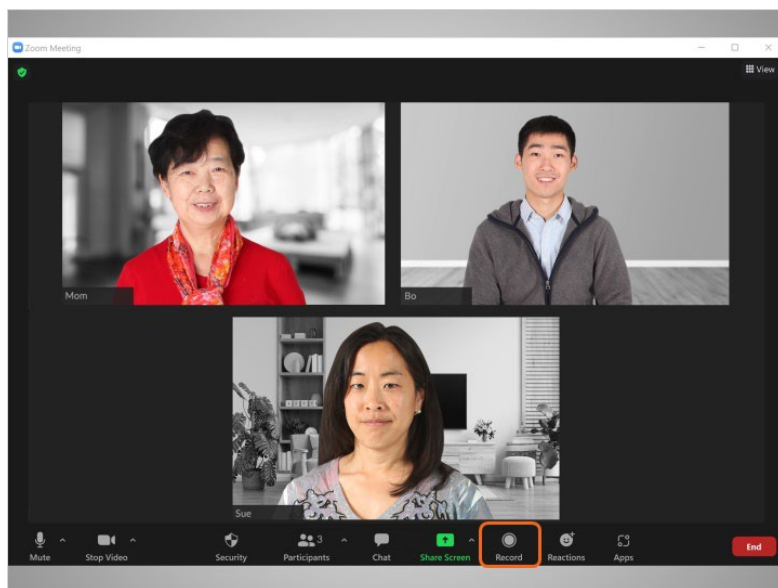 Zoom Meeting
View
Mom
Bo
Sue
3
Mute
Stop Video
Security
Participants
Chat
Share Screen
Record
Reactions
Apps
End